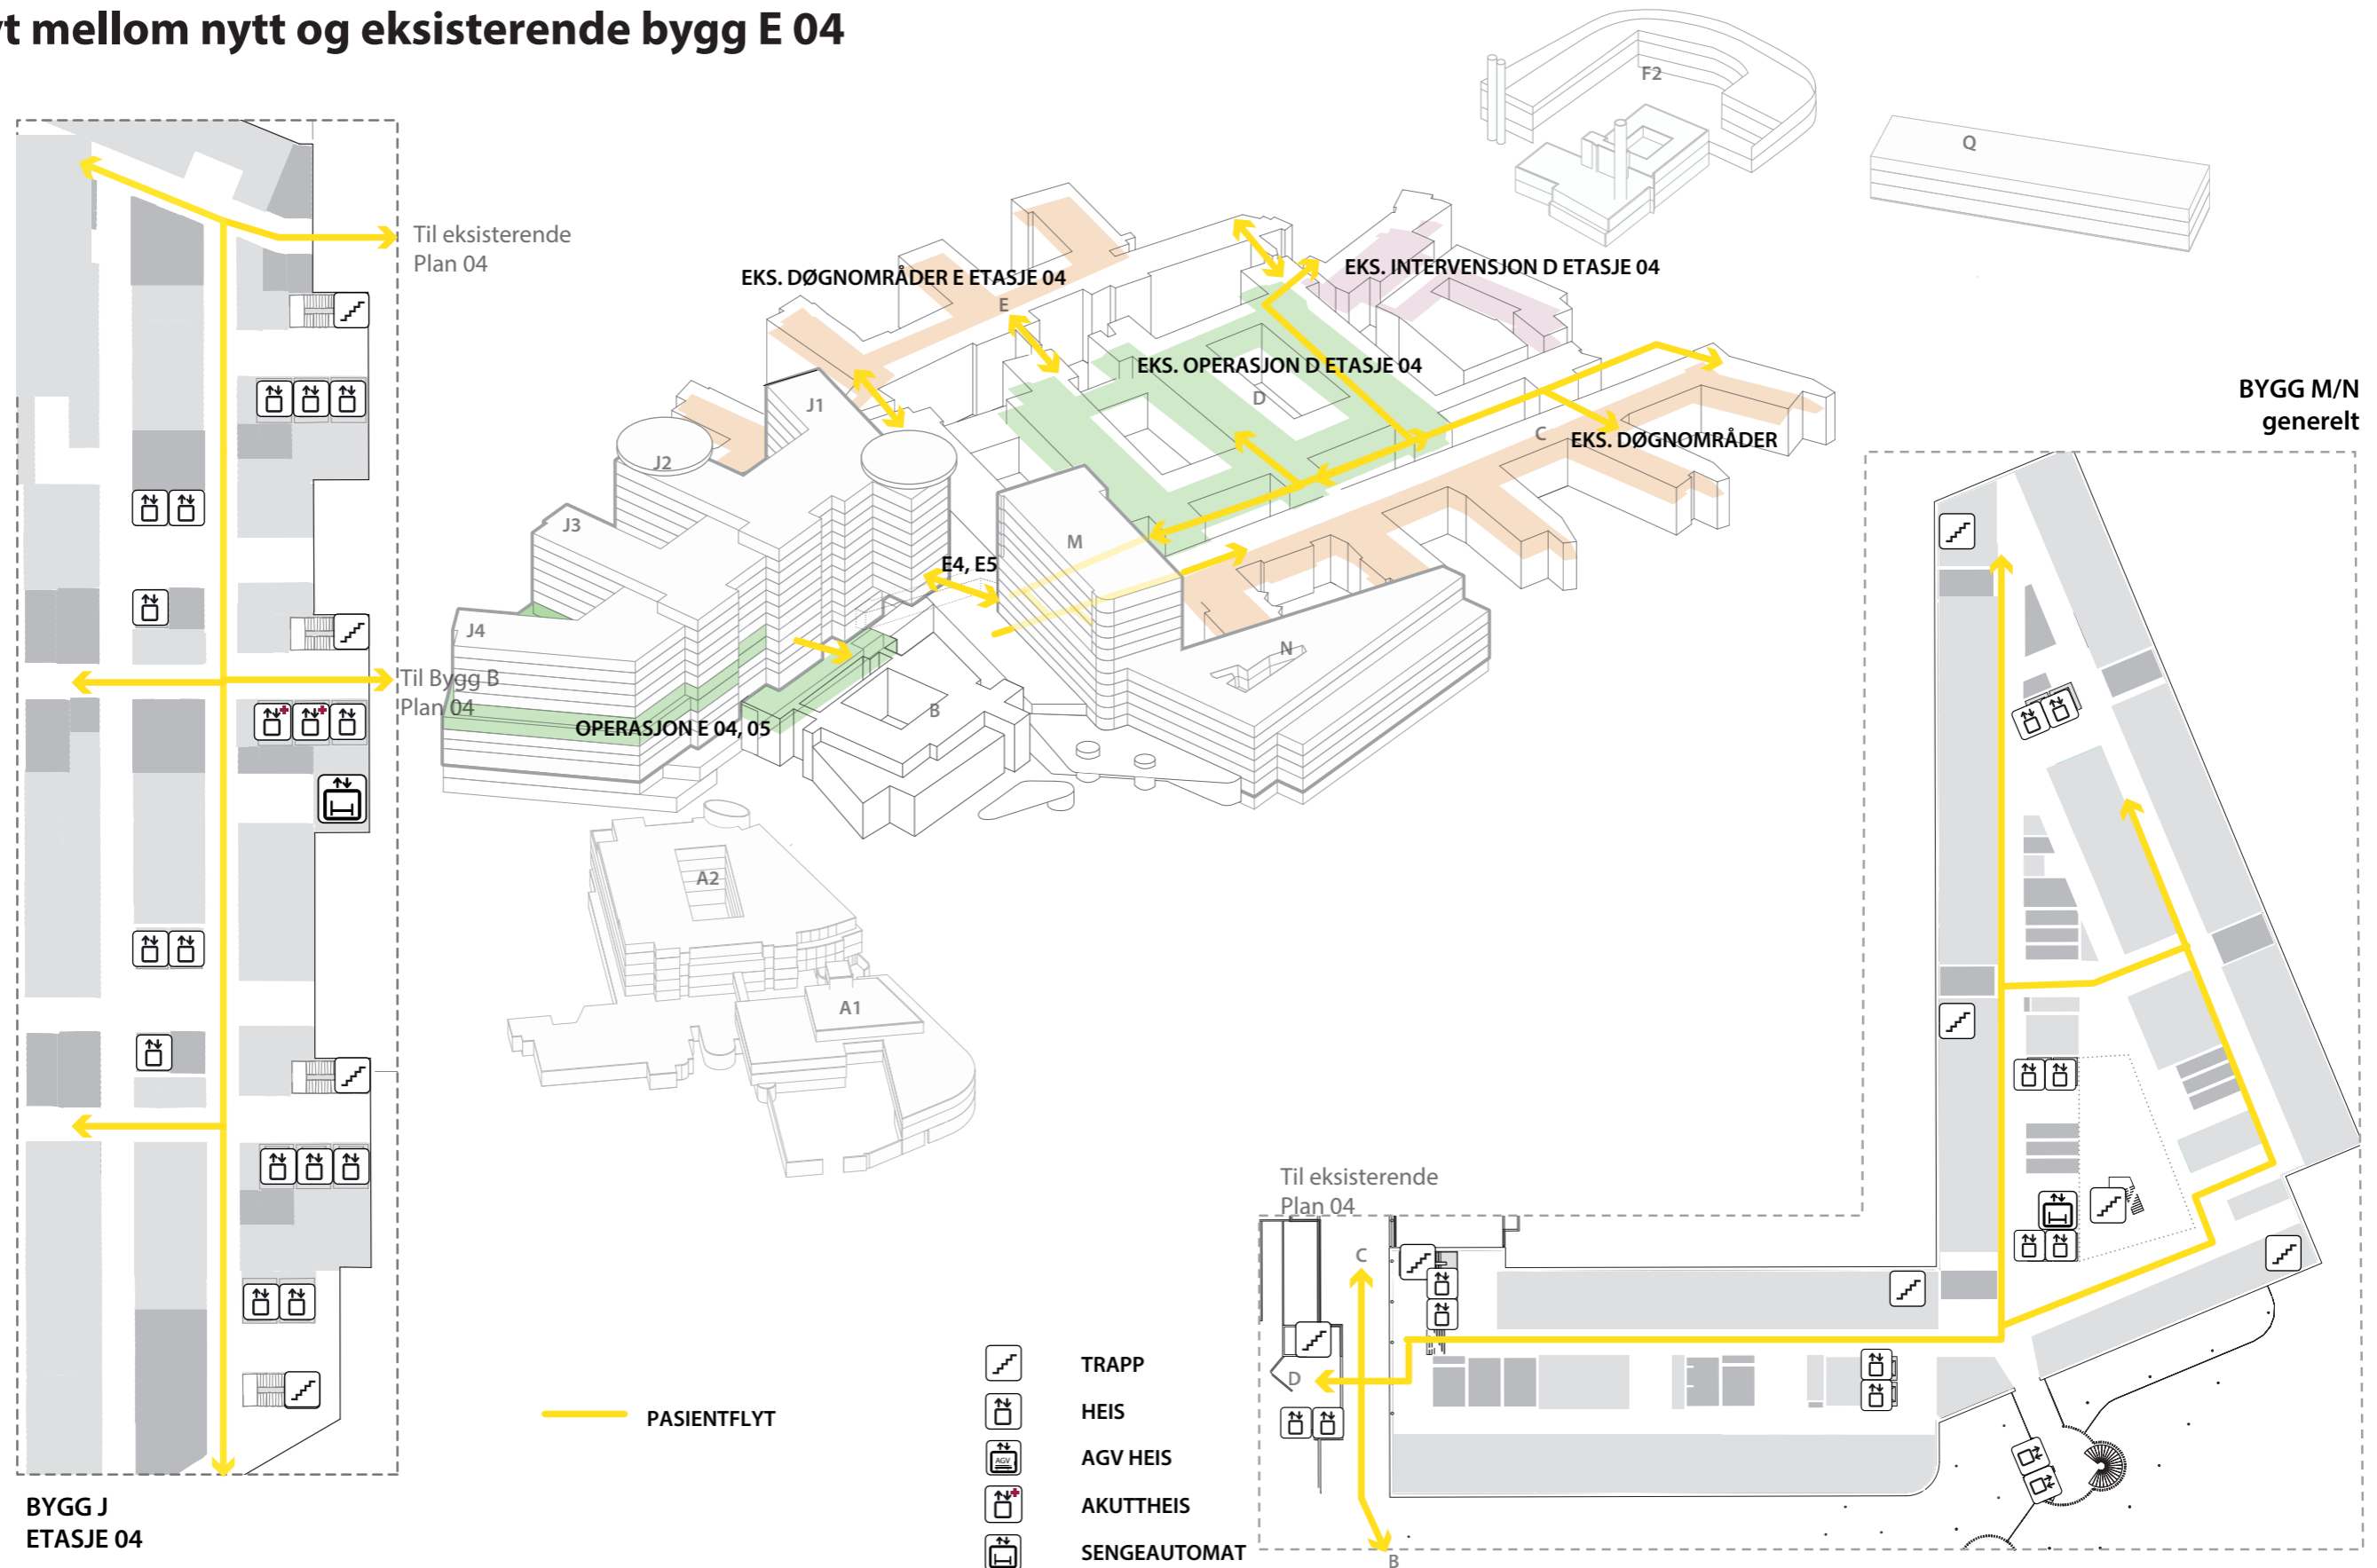 t mellom nytt og eksisterende bygg E 04
F2
Q
Til eksisterende
Plan 04
EKS. DØGNOMRÅDER E ETASJE 04
E
EKS. INTERVENSJON D ETASJE 04
EKS. OPERASJON D ETASJE 04
D
J1
J2
J3
J4
C
EKS. DØGNOMRÅDER
BYGG M/N
generelt
M
E4, E5
N
Til Bygg B
Plan 04
B
OPERASJON E 04, 05
A2
A1
Til eksisterende
Plan 04
C
D
B
PASIENTFLYT
TRAPP
HEIS
AGV
AGV HEIS
AKUTTHEIS
SENGEAUTOMAT
BYGG J
ETASJE 04